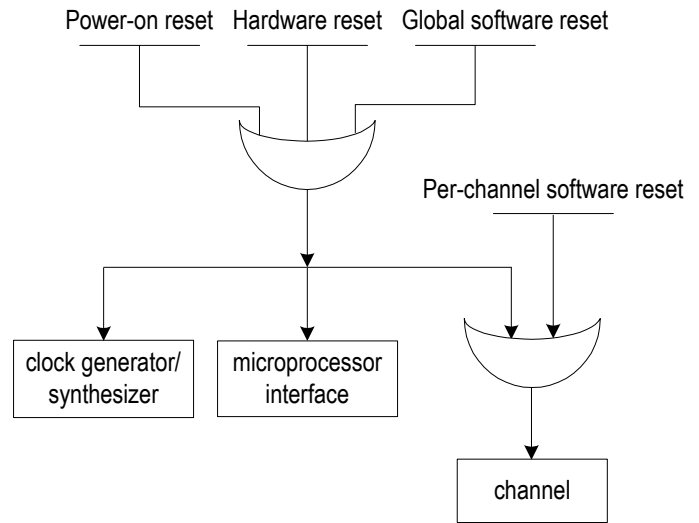 Power-on reset
Hardware reset
Global software reset
Per-channel software reset
clock generator/
synthesizer
microprocessor
interface
channel